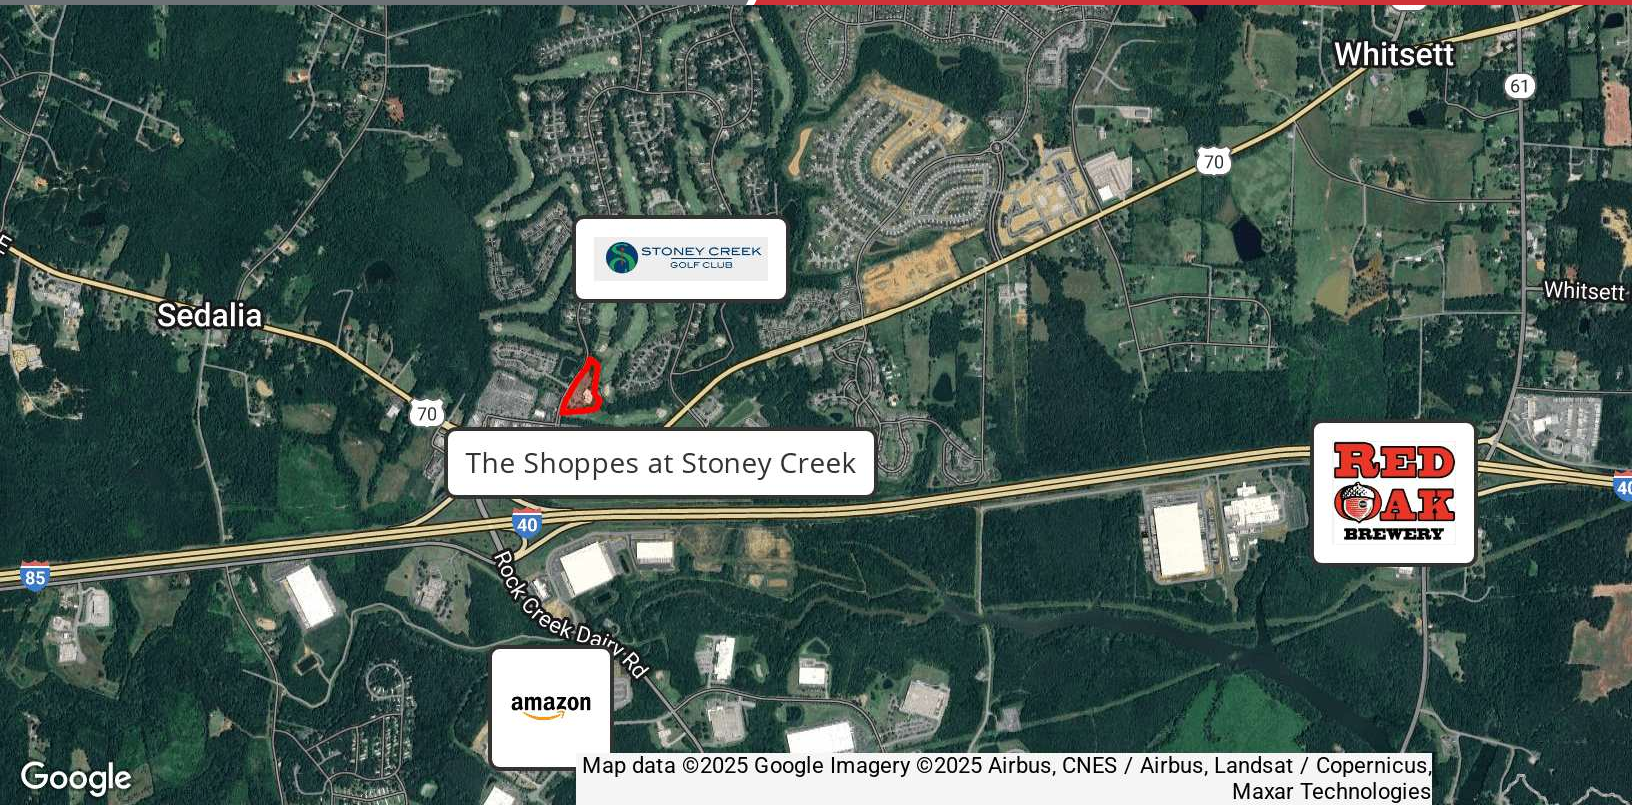 Whitsett
61
70
STONEY CREEK
GOLF CLUB
Whitsett
Sedalia
70
The Shoppes at Stoney Creek
RED
OAK
BREWERY
40
40
85
Rock Creek Dairy Rd
amazon
Google
Map data ©2025 Google Imagery ©2025 Airbus, CNES / Airbus, Landsat / Copernicus,
Maxar Technologies